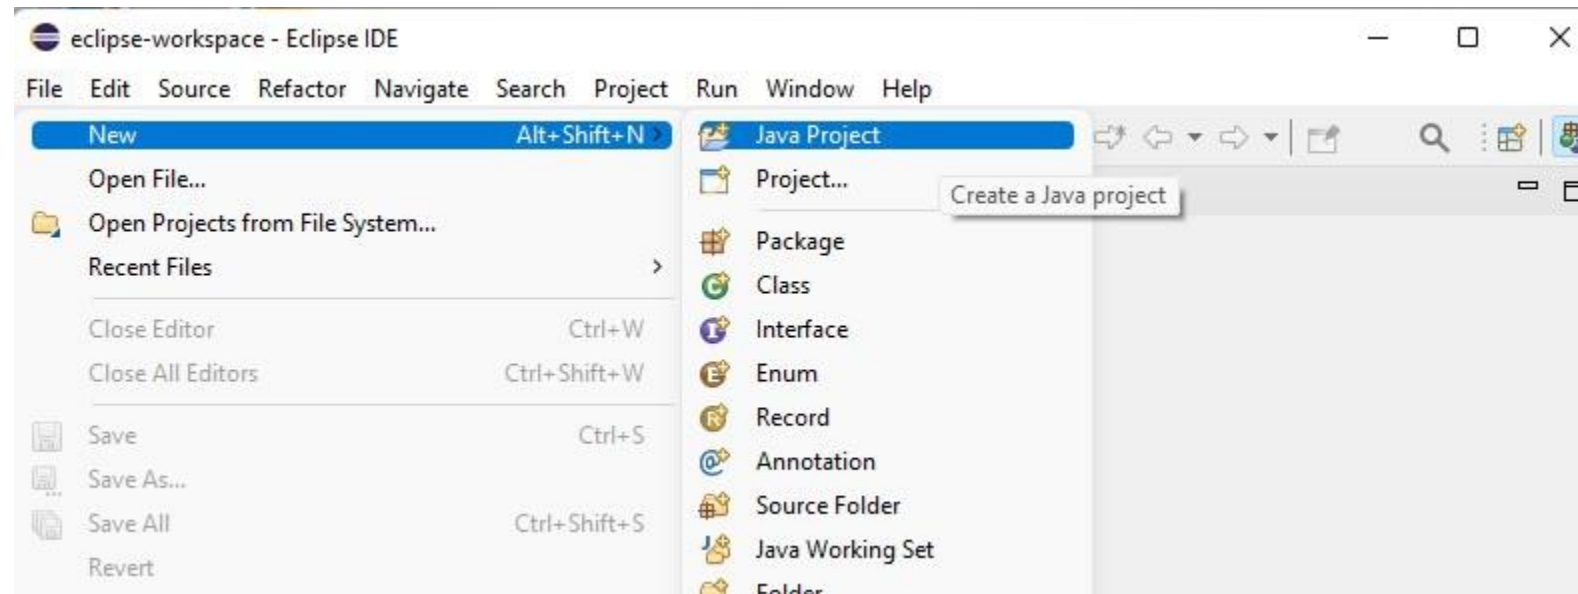 eclipse-workspace - Eclipse IDE
File Edit Source Refactor Navigate Search Project Run Window Help
New Alt+Shift+N
Open File...
Open Projects from File System...
Recent Files
Close Editor Ctrl+W
Close All Editors Ctrl+Shift+W
Save Ctrl+S
Save As...
Save All Ctrl+Shift+S
Revert
Java Project
Project...
Create a Java project
Package
Class
Interface
Enum
Record
Annotation
Source Folder
Java Working Set
Folder